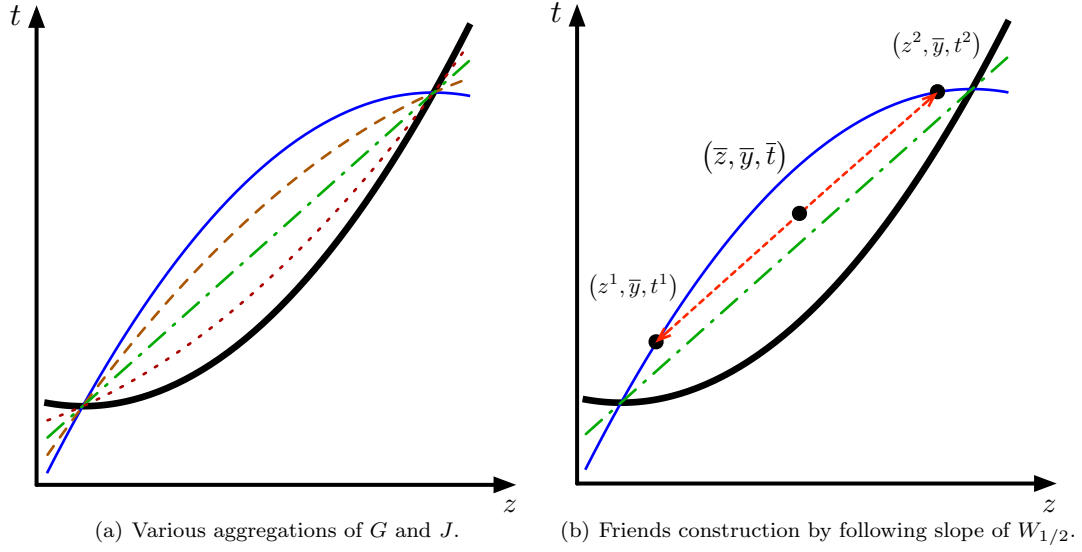 t
z
(a) Various aggregations of G and J.
t
(z², y̅, t²)
(z̅, y̅, t̅)
(z¹, y̅, t¹)
z
(b) Friends construction by following slope of W₁/₂.